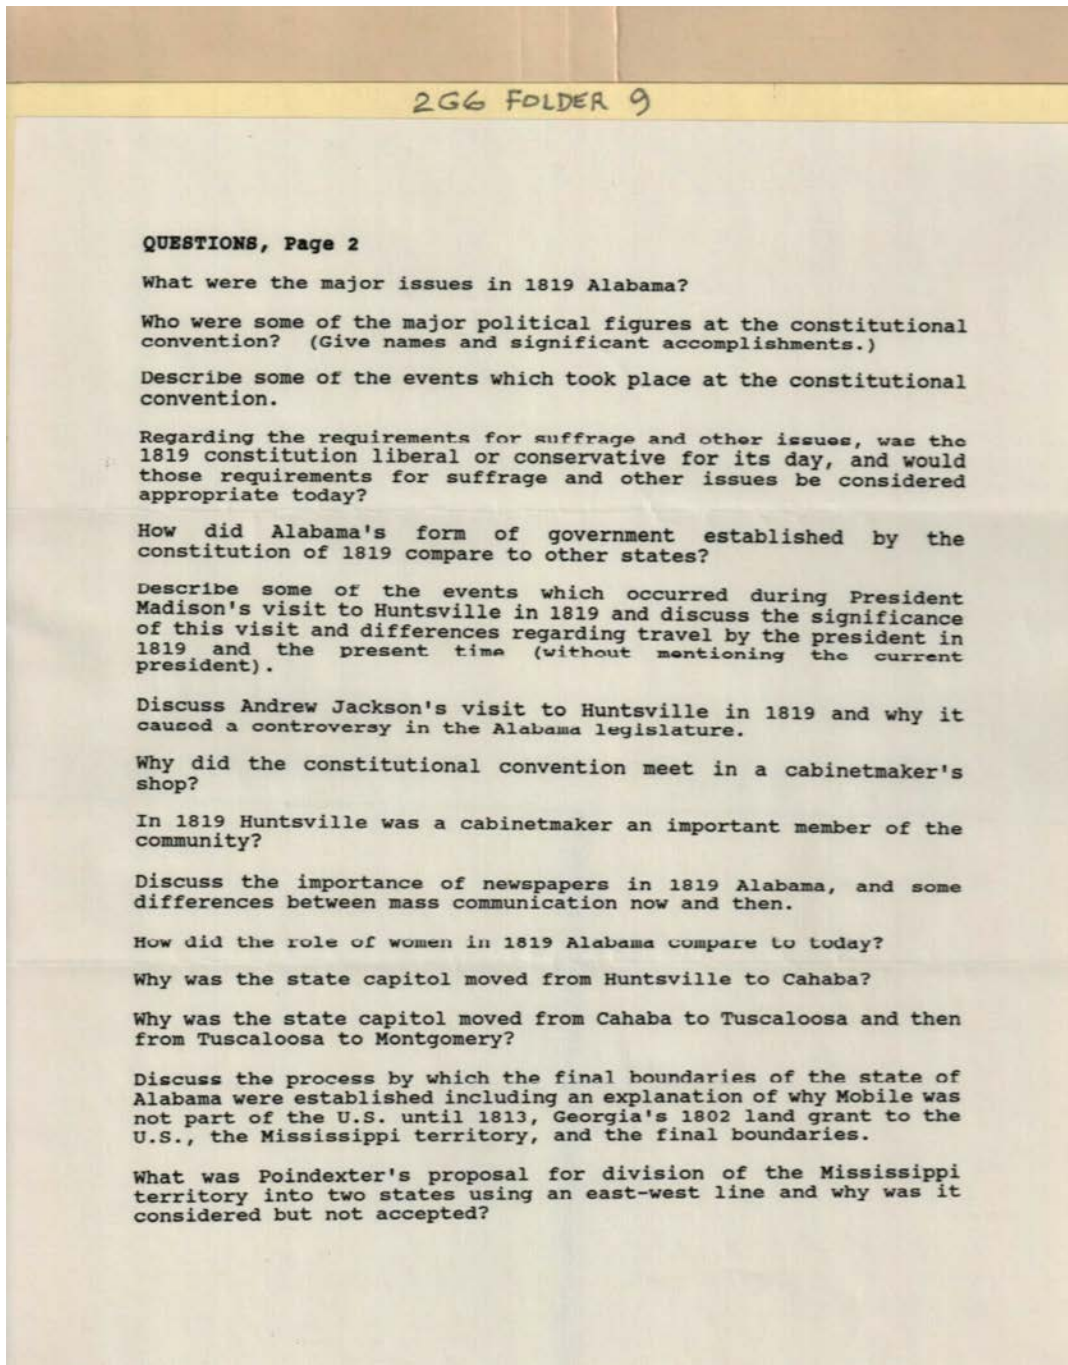 2G6 FOLDER 9
QUESTIONS, Page 2
What were the major issues in 1819 Alabama?
Who were some of the major political figures at the constitutional
convention?  (Give names and significant accomplishments.)
Describe some of the events which took place at the constitutional
convention.
Regarding the requirements for suffrage and other issues, was the
1819 constitution liberal or conservative for its day, and would
those requirements for suffrage and other issues be considered
appropriate today?
How did Alabama's form of government established by the
constitution of 1819 compare to other states?
Describe some of the events which occurred during President
Madison's visit to Huntsville in 1819 and discuss the significance
of this visit and differences regarding travel by the president in
1819 and the present time (without mentioning the current
president).
Discuss Andrew Jackson's visit to Huntsville in 1819 and why it
caused a controversy in the Alabama legislature.
Why did the constitutional convention meet in a cabinetmaker's
shop?
In 1819 Huntsville was a cabinetmaker an important member of the
community?
Discuss the importance of newspapers in 1819 Alabama, and some
differences between mass communication now and then.
How did the role of women in 1819 Alabama compare to today?
Why was the state capitol moved from Huntsville to Cahaba?
Why was the state capitol moved from Cahaba to Tuscaloosa and then
from Tuscaloosa to Montgomery?
Discuss the process by which the final boundaries of the state of
Alabama were established including an explanation of why Mobile was
not part of the U.S. until 1813, Georgia's 1802 land grant to the
U.S., the Mississippi territory, and the final boundaries.
What was Poindexter's proposal for division of the Mississippi
territory into two states using an east-west line and why was it
considered but not accepted?